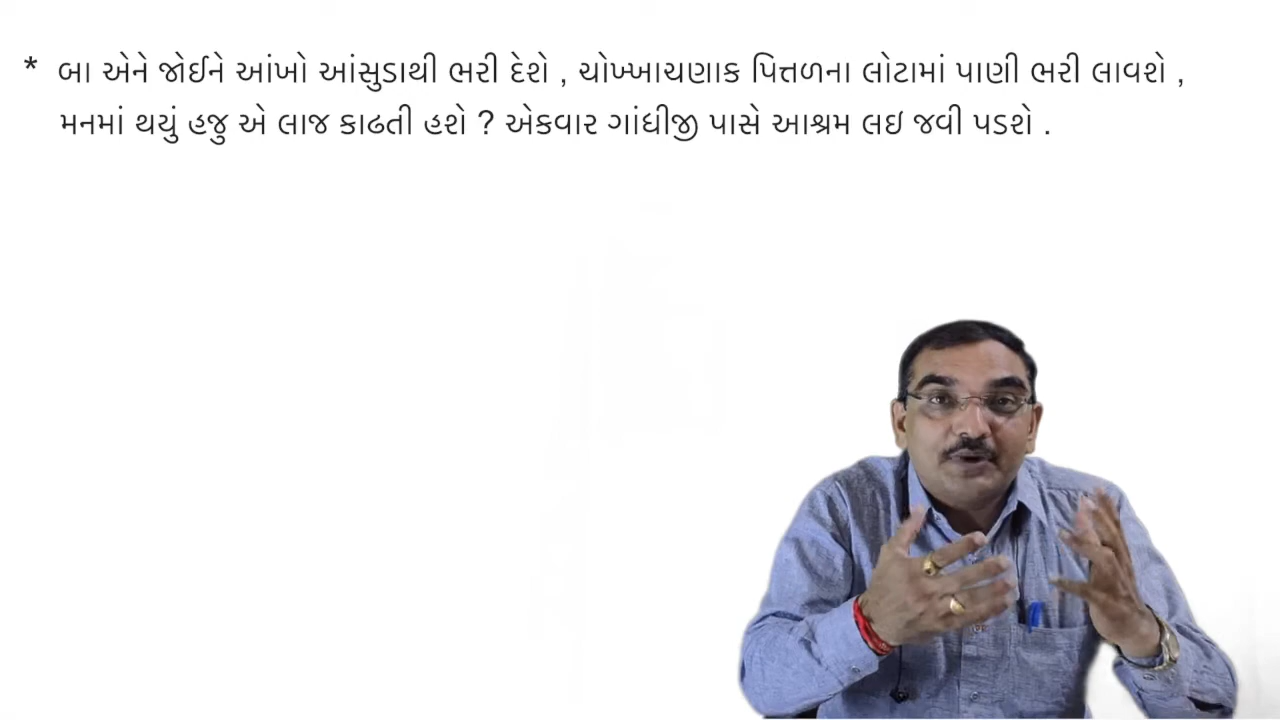 * બા એને જોઈને આંખો આંસુડાથી ભરી દેશે , ચોખ્ખાચણાક પિત્તળના લોટામાં પાણી ભરી લાવશે ,
મનમાં થયું હજુ એ લાજ કાઢતી હશે ? એકવાર ગાંધીજી પાસે આશ્રમ લઇ જવી પડશે .